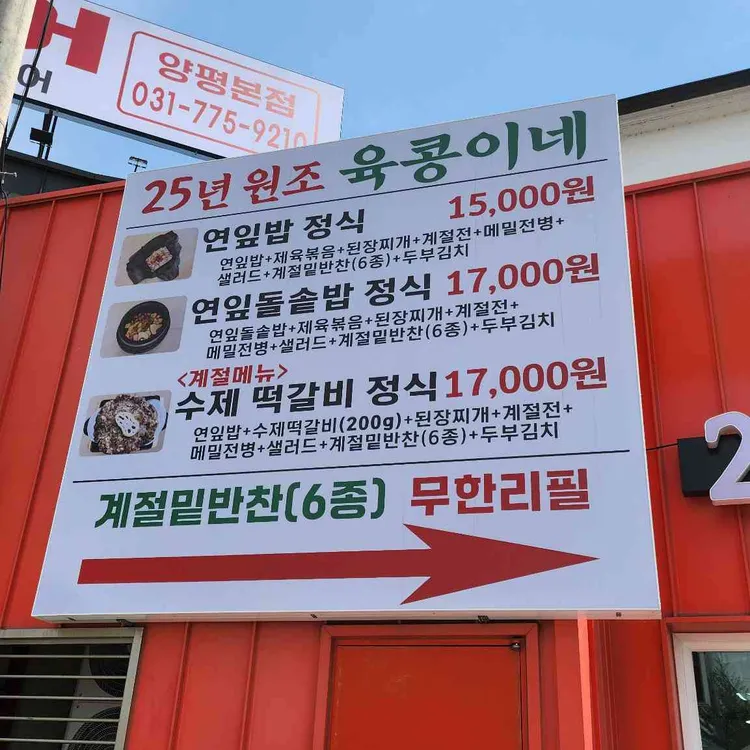 어
양평본점
031-775-9210
25년 원조 육콩이네
연잎밥 정식 15,000원
연잎밥+제육볶음+된장찌개+계절전+메밀전병+
샐러드+계절밑반찬(6종)+두부김치
연잎돌솥밥 정식 17,000원
연잎돌솥밥+제육볶음+된장찌개+계절전+
메밀전병+샐러드+계절밑반찬(6종)+두부김치
<계절메뉴>
수제 떡갈비 정식 17,000원
연잎밥+수제떡갈비(200g)+된장찌개+계절전+
메밀전병+샐러드+계절밑반찬(6종)+두부김치
계절밑반찬(6종) 무한리필
2